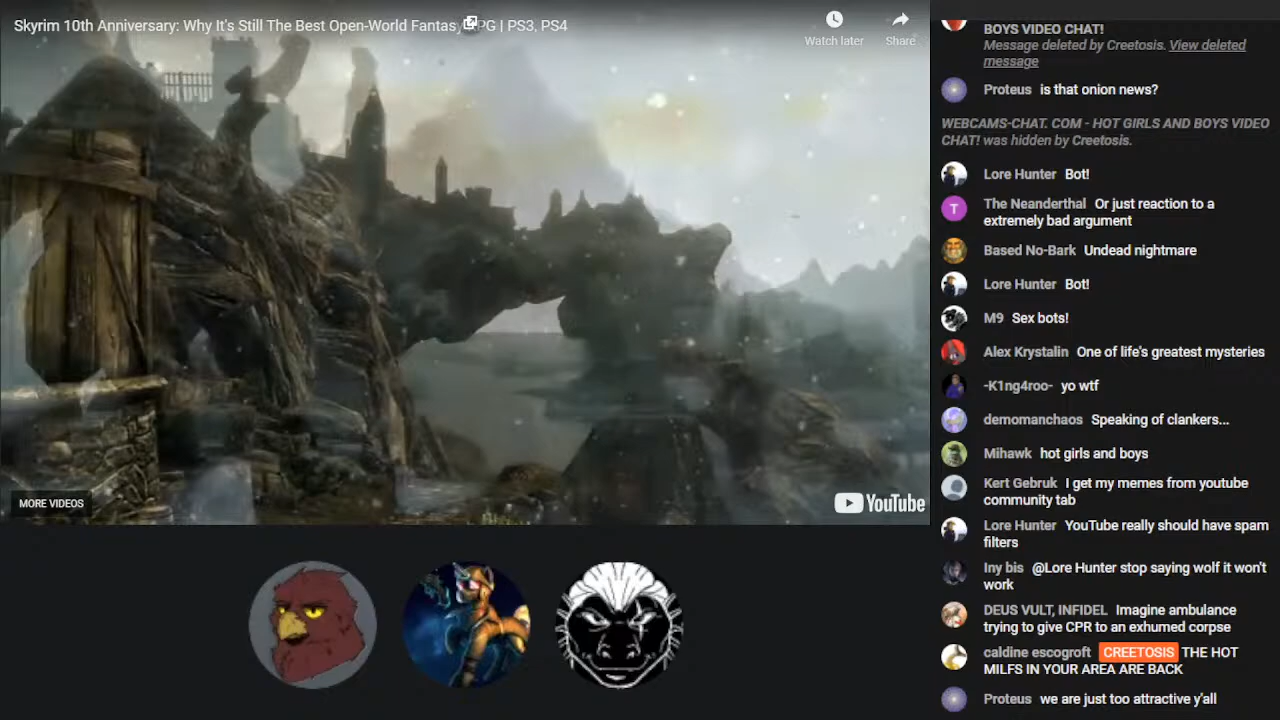 Skyrim 10th Anniversary: Why It's Still The Best Open-World Fantasy RPG | PS3, PS4
Watch later
Share
MORE VIDEOS
YouTube
BOYS VIDEO CHAT!
Message deleted by Creetosis. View deleted
message
Proteus is that onion news?
WEBCAMS-CHAT. COM - HOT GIRLS AND BOYS VIDEO
CHAT! was hidden by Creetosis.
Lore Hunter Bot!
T
The Neanderthal Or just reaction to a
extremely bad argument
Based No-Bark Undead nightmare
Lore Hunter Bot!
M9 Sex bots!
Alex Krystalin One of life's greatest mysteries
-K1ng4roo- yo wtf
demomanchaos Speaking of clankers...
Mihawk hot girls and boys
Kert Gebruk I get my memes from youtube
community tab
Lore Hunter YouTube really should have spam
filters
Iny bis @Lore Hunter stop saying wolf it won't
work
DEUS VULT, INFIDEL Imagine ambulance
trying to give CPR to an exhumed corpse
caldine escogroft CREETOSIS THE HOT
MILFS IN YOUR AREA ARE BACK
Proteus we are just too attractive y'all